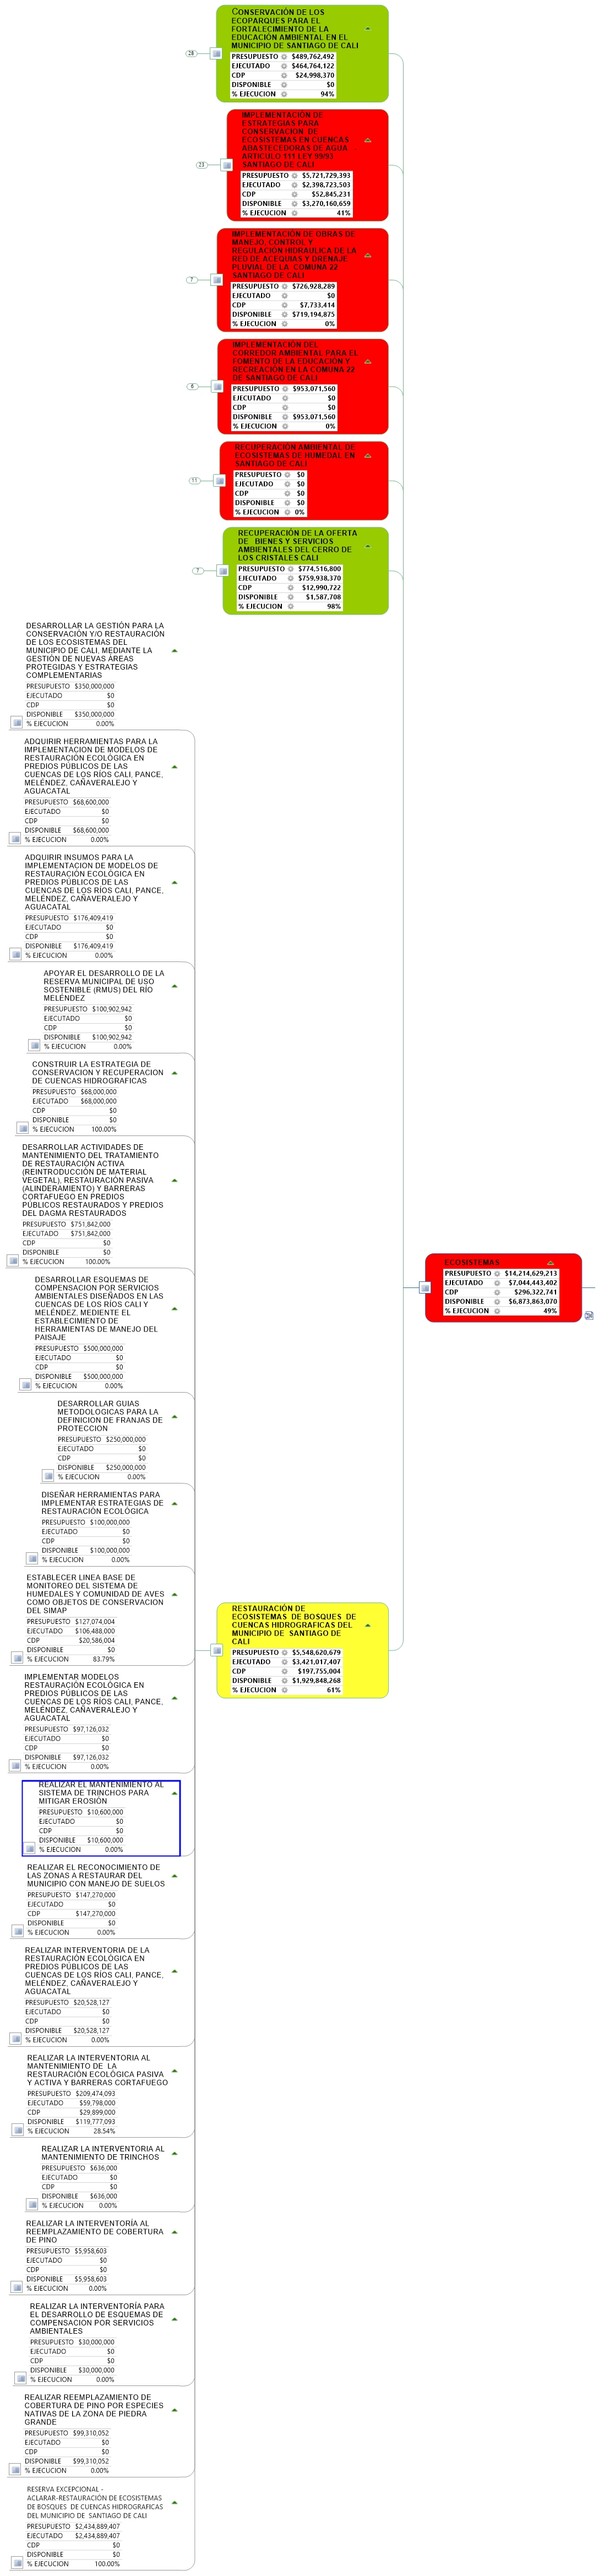 CONSERVACIÓN DE LOS
ECOPARQUES PARA EL
FORTALECIMIENTO DE LA
EDUCACIÓN AMBIENTAL EN EL
MUNICIPIO DE SANTIAGO DE CALI
28
PRESUPUESTO $489,762,492
EJECUTADO $464,764,122
CDP $24,998,370
DISPONIBLE $0
% EJECUCION 94%
IMPLEMENTACIÓN DE
ESTRATEGIAS PARA
CONSERVACION DE
ECOSISTEMAS EN CUENCAS
ABASTECEDORAS DE AGUA
ARTICULO 111 LEY 99/93
SANTIAGO DE CALI
23
PRESUPUESTO $5,721,729,393
EJECUTADO $2,398,723,503
CDP $52,845,231
DISPONIBLE $3,270,160,659
% EJECUCION 41%
IMPLEMENTACIÓN DE OBRAS DE
MANEJO, CONTROL Y
REGULACIÓN HIDRAULICA DE LA
RED DE ACEQUIAS Y DRENAJE
PLUVIAL DE LA COMUNA 22
SANTIAGO DE CALI
7
PRESUPUESTO $726,928,289
EJECUTADO $0
CDP $7,733,414
DISPONIBLE $719,194,875
% EJECUCION 0%
IMPLEMENTACIÓN DEL
CORREDOR AMBIENTAL PARA EL
FOMENTO DE LA EDUCACIÓN Y
RECREACIÓN EN LA COMUNA 22
DE SANTIAGO DE CALI
6
PRESUPUESTO $953,071,560
EJECUTADO $0
CDP $0
DISPONIBLE $953,071,560
% EJECUCION 0%
RECUPERACIÓN AMBIENTAL DE
ECOSISTEMAS DE HUMEDAL EN
SANTIAGO DE CALI
11
PRESUPUESTO $0
EJECUTADO $0
CDP $0
DISPONIBLE $0
% EJECUCION 0%
RECUPERACIÓN DE LA OFERTA
DE BIENES Y SERVICIOS
AMBIENTALES DEL CERRO DE
LOS CRISTALES CALI
7
PRESUPUESTO $774,516,800
EJECUTADO $759,938,370
CDP $12,990,722
DISPONIBLE $1,587,708
% EJECUCION 98%
DESARROLLAR LA GESTIÓN PARA LA
CONSERVACIÓN Y/O RESTAURACIÓN
DE LOS ECOSISTEMAS DEL
MUNICIPIO DE CALI, MEDIANTE LA
GESTIÓN DE NUEVAS ÁREAS
PROTEGIDAS Y ESTRATEGIAS
COMPLEMENTARIAS
PRESUPUESTO $350,000,000
EJECUTADO $0
CDP $0
DISPONIBLE $350,000,000
% EJECUCION 0.00%
ADQUIRIR HERRAMIENTAS PARA LA
IMPLEMENTACION DE MODELOS DE
RESTAURACIÓN ECOLÓGICA EN
PREDIOS PÚBLICOS DE LAS
CUENCAS DE LOS RÍOS CALI, PANCE,
MELÉNDEZ, CAÑAVERALEJO Y
AGUACATAL
PRESUPUESTO $68,600,000
EJECUTADO $0
CDP $0
DISPONIBLE $68,600,000
% EJECUCION 0.00%
ADQUIRIR INSUMOS PARA LA
IMPLEMENTACION DE MODELOS DE
RESTAURACIÓN ECOLÓGICA EN
PREDIOS PÚBLICOS DE LAS
CUENCAS DE LOS RÍOS CALI, PANCE,
MELÉNDEZ, CAÑAVERALEJO Y
AGUACATAL
PRESUPUESTO $176,409,419
EJECUTADO $0
CDP $0
DISPONIBLE $176,409,419
% EJECUCION 0.00%
APOYAR EL DESARROLLO DE LA
RESERVA MUNICIPAL DE USO
SOSTENIBLE (RMUS) DEL RÍO
MELÉNDEZ
PRESUPUESTO $100,902,942
EJECUTADO $0
CDP $0
DISPONIBLE $100,902,942
% EJECUCION 0.00%
CONSTRUIR LA ESTRATEGIA DE
CONSERVACION Y RECUPERACION
DE CUENCAS HIDROGRAFICAS
PRESUPUESTO $68,000,000
EJECUTADO $68,000,000
CDP $0
DISPONIBLE $0
% EJECUCION 100.00%
DESARROLLAR ACTIVIDADES DE
MANTENIMIENTO DEL TRATAMIENTO
DE RESTAURACIÓN ACTIVA
(REINTRODUCCIÓN DE MATERIAL
VEGETAL), RESTAURACIÓN PASIVA
(ALINDERAMIENTO) Y BARRERAS
CORTAFUEGO EN PREDIOS
PÚBLICOS RESTAURADOS Y PREDIOS
DEL DAGMA RESTAURADOS
PRESUPUESTO $751,842,000
EJECUTADO $751,842,000
CDP $0
DISPONIBLE $0
% EJECUCION 100.00%
DESARROLLAR ESQUEMAS DE
COMPENSACION POR SERVICIOS
AMBIENTALES DISEÑADOS EN LAS
CUENCAS DE LOS RÍOS CALI Y
MELÉNDEZ, MEDIENTE EL
ESTABLECIMIENTO DE
HERRAMIENTAS DE MANEJO DEL
PAISAJE
PRESUPUESTO $500,000,000
EJECUTADO $0
CDP $0
DISPONIBLE $500,000,000
% EJECUCION 0.00%
DESARROLLAR GUIAS
METODOLOGICAS PARA LA
DEFINICION DE FRANJAS DE
PROTECCION
PRESUPUESTO $250,000,000
EJECUTADO $0
CDP $0
DISPONIBLE $250,000,000
% EJECUCION 0.00%
DISEÑAR HERRAMIENTAS PARA
IMPLEMENTAR ESTRATEGIAS DE
RESTAURACIÓN ECOLÓGICA
PRESUPUESTO $100,000,000
EJECUTADO $0
CDP $0
DISPONIBLE $100,000,000
% EJECUCION 0.00%
ESTABLECER LINEA BASE DE
MONITOREO DEL SISTEMA DE
HUMEDALES Y COMUNIDAD DE AVES
COMO OBJETOS DE CONSERVACION
DEL SIMAP
PRESUPUESTO $127,074,004
EJECUTADO $106,488,000
CDP $20,586,004
DISPONIBLE $0
% EJECUCION 83.79%
IMPLEMENTAR MODELOS
RESTAURACIÓN ECOLÓGICA EN
PREDIOS PÚBLICOS DE LAS
CUENCAS DE LOS RÍOS CALI, PANCE,
MELÉNDEZ, CAÑAVERALEJO Y
AGUACATAL
PRESUPUESTO $97,126,032
EJECUTADO $0
CDP $0
DISPONIBLE $97,126,032
% EJECUCION 0.00%
REALIZAR EL MANTENIMIENTO AL
SISTEMA DE TRINCHOS PARA
MITIGAR EROSIÓN
PRESUPUESTO $10,600,000
EJECUTADO $0
CDP $0
DISPONIBLE $10,600,000
% EJECUCION 0.00%
REALIZAR EL RECONOCIMIENTO DE
LAS ZONAS A RESTAURAR DEL
MUNICIPIO CON MANEJO DE SUELOS
PRESUPUESTO $147,270,000
EJECUTADO $0
CDP $147,270,000
DISPONIBLE $0
% EJECUCION 0.00%
REALIZAR INTERVENTORIA DE LA
RESTAURACIÓN ECOLÓGICA EN
PREDIOS PÚBLICOS DE LAS
CUENCAS DE LOS RÍOS CALI, PANCE,
MELÉNDEZ, CAÑAVERALEJO Y
AGUACATAL
PRESUPUESTO $20,528,127
EJECUTADO $0
CDP $0
DISPONIBLE $20,528,127
% EJECUCION 0.00%
REALIZAR LA INTERVENTORIA AL
MANTENIMIENTO DE LA
RESTAURACIÓN ECOLÓGICA PASIVA
Y ACTIVA Y BARRERAS CORTAFUEGO
PRESUPUESTO $209,474,093
EJECUTADO $59,798,000
CDP $29,899,000
DISPONIBLE $119,777,093
% EJECUCION 28.54%
REALIZAR LA INTERVENTORIA AL
MANTENIMIENTO DE TRINCHOS
PRESUPUESTO $636,000
EJECUTADO $0
CDP $0
DISPONIBLE $636,000
% EJECUCION 0.00%
REALIZAR LA INTERVENTORÍA AL
REEMPLAZAMIENTO DE COBERTURA
DE PINO
PRESUPUESTO $5,958,603
EJECUTADO $0
CDP $0
DISPONIBLE $5,958,603
% EJECUCION 0.00%
REALIZAR LA INTERVENTORÍA PARA
EL DESARROLLO DE ESQUEMAS DE
COMPENSACION POR SERVICIOS
AMBIENTALES
PRESUPUESTO $30,000,000
EJECUTADO $0
CDP $0
DISPONIBLE $30,000,000
% EJECUCION 0.00%
REALIZAR REEMPLAZAMIENTO DE
COBERTURA DE PINO POR ESPECIES
NATIVAS DE LA ZONA DE PIEDRA
GRANDE
PRESUPUESTO $99,310,052
EJECUTADO $0
CDP $0
DISPONIBLE $99,310,052
% EJECUCION 0.00%
RESERVA EXCEPCIONAL -
ACLARAR-RESTAURACIÓN DE ECOSISTEMAS
DE BOSQUES DE CUENCAS HIDROGRAFICAS
DEL MUNICIPIO DE SANTIAGO DE CALI
PRESUPUESTO $2,434,889,407
EJECUTADO $2,434,889,407
CDP $0
DISPONIBLE $0
% EJECUCION 100.00%
RESTAURACIÓN DE
ECOSISTEMAS DE BOSQUES DE
CUENCAS HIDROGRAFICAS DEL
MUNICIPIO DE SANTIAGO DE
CALI
PRESUPUESTO $5,548,620,679
EJECUTADO $3,421,017,407
CDP $197,755,004
DISPONIBLE $1,929,848,268
% EJECUCION 61%
ECOSISTEMAS
PRESUPUESTO $14,214,629,213
EJECUTADO $7,044,443,402
CDP $296,322,741
DISPONIBLE $6,873,863,070
% EJECUCION 49%